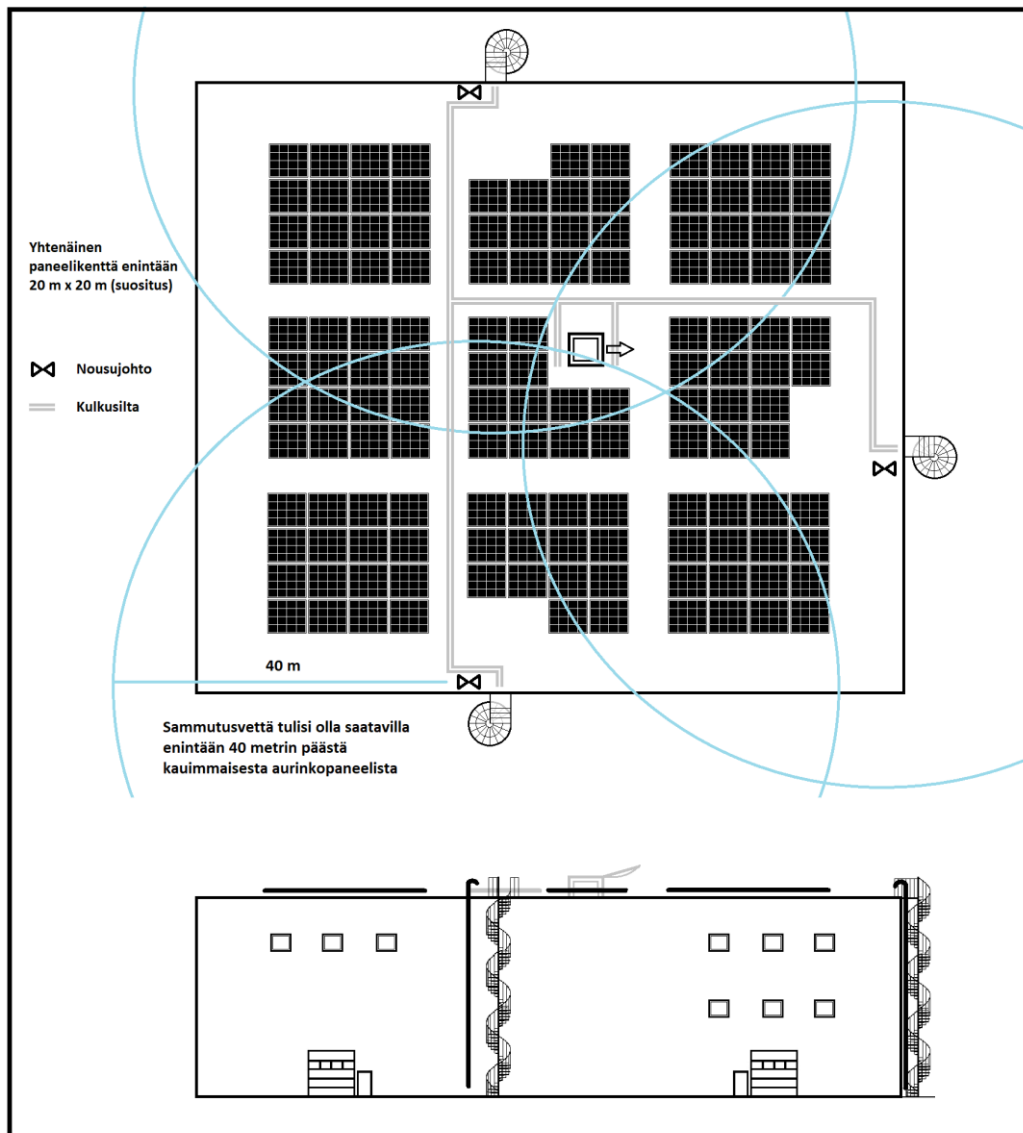 Yhtenäinen
paneelikenttä enintään
20 m x 20 m (suositus)
Nousujohto
Kulkusilta
40 m
Sammutusvettä tulisi olla saatavilla
enintään 40 metrin päästä
kauimmaisesta aurinkopaneelista